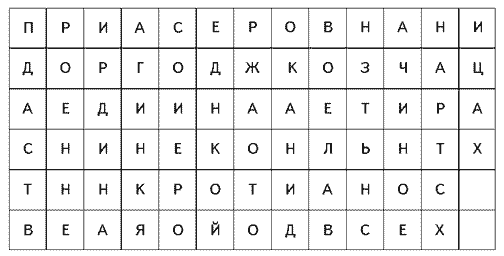 П Р И А С Е Р О В Н А Н И
Д О Р Г О Д Ж К О З Ч А Ц
А Е Д И И Н А А Е Т И Р А
С Н И Н Е К О Н Л Ь Н Т Х
Т Н Н К Р О Т И А Н О С
В Е А Я О Й О Д В С Е Х